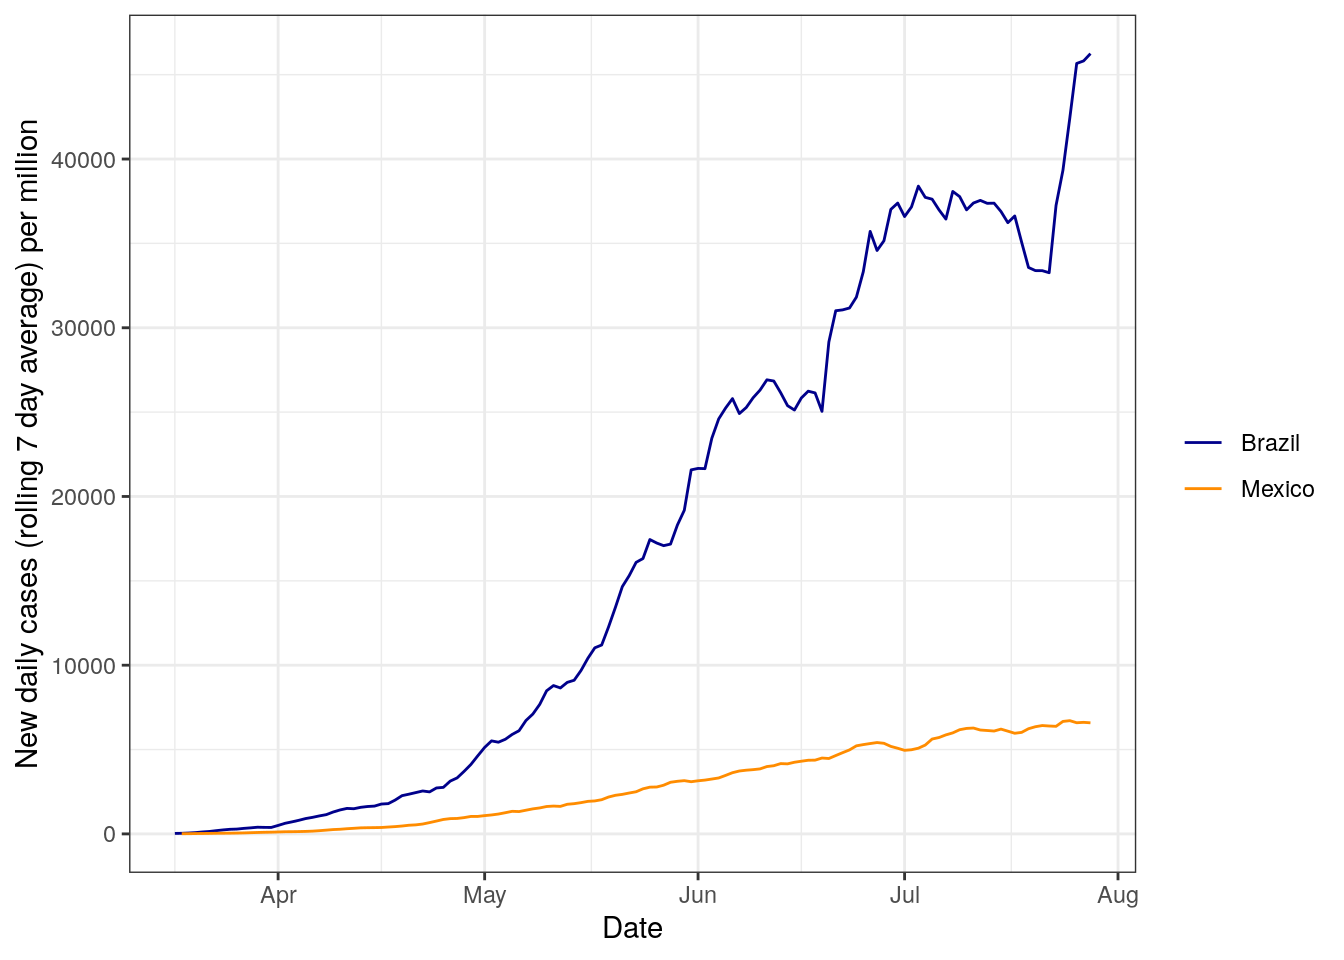 New daily cases (rolling 7 day average) per million
40000
30000
20000
10000
0
Apr
May
Jun
Jul
Aug
Date
Brazil
Mexico